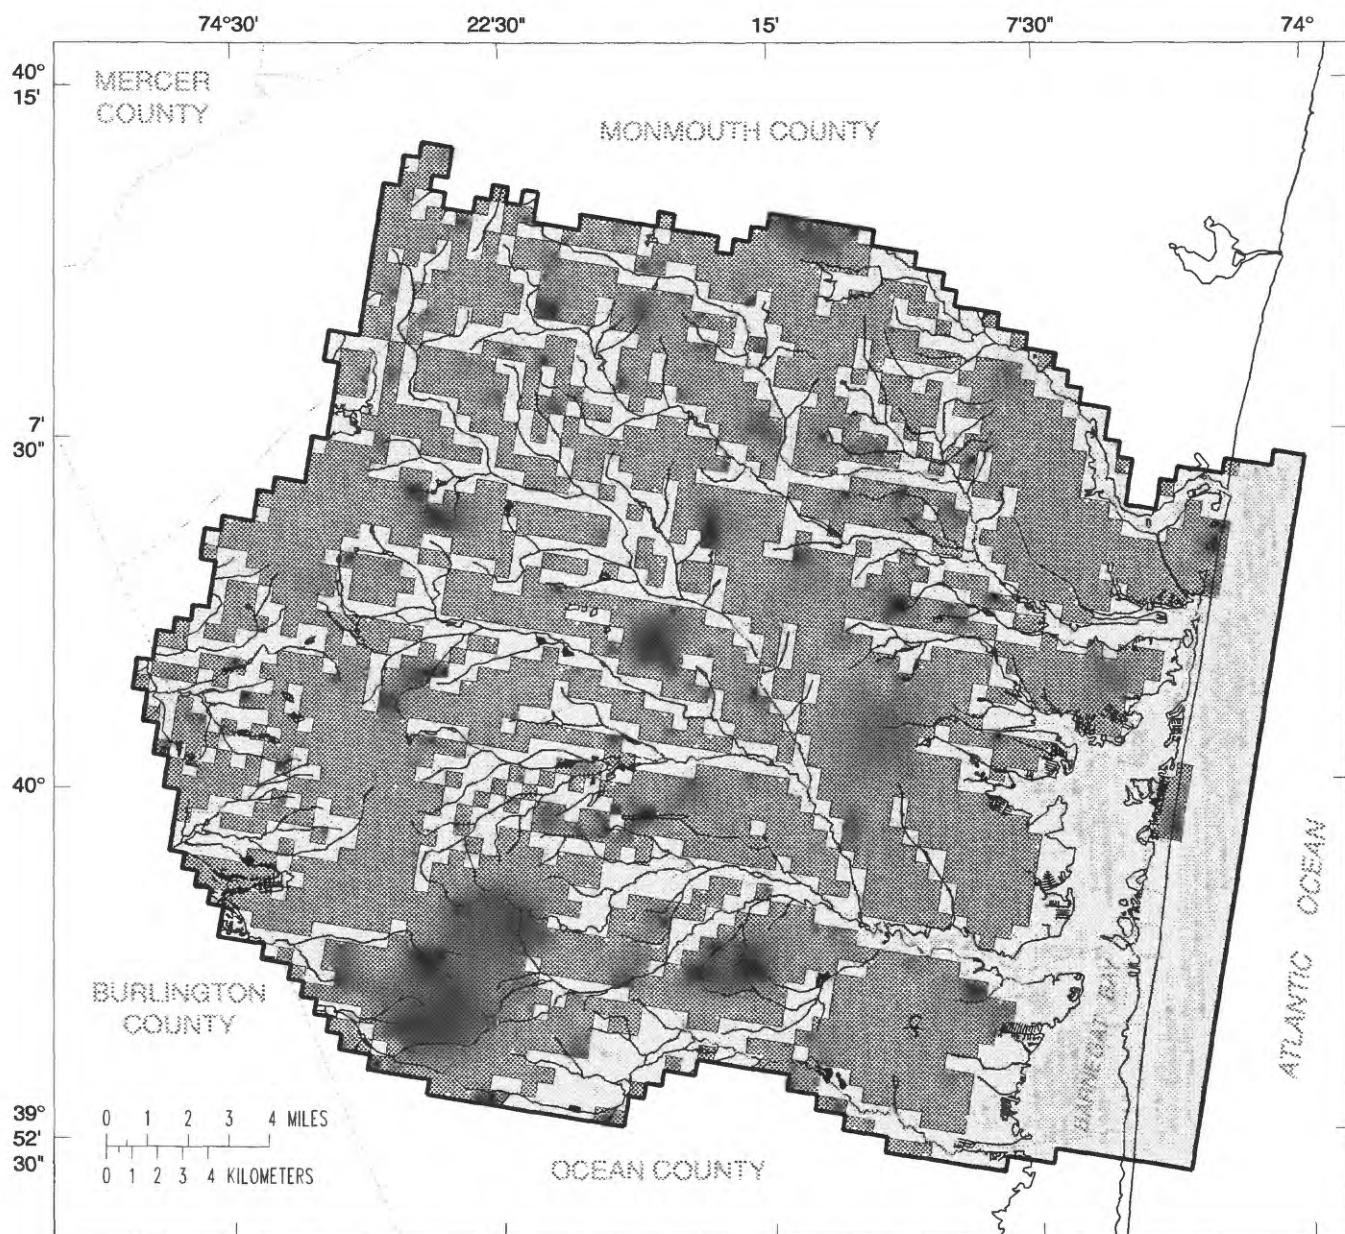 74°30' 22'30" 15' 7'30" 74°
40°
15'
MERCER
COUNTY
MONMOUTH COUNTY
7'
30"
40°
ATLANTIC OCEAN
BARNEGAT BAY
BURLINGTON
COUNTY
39°
52'
30"
0 1 2 3 4 MILES
0 1 2 3 4 KILOMETERS
OCEAN COUNTY